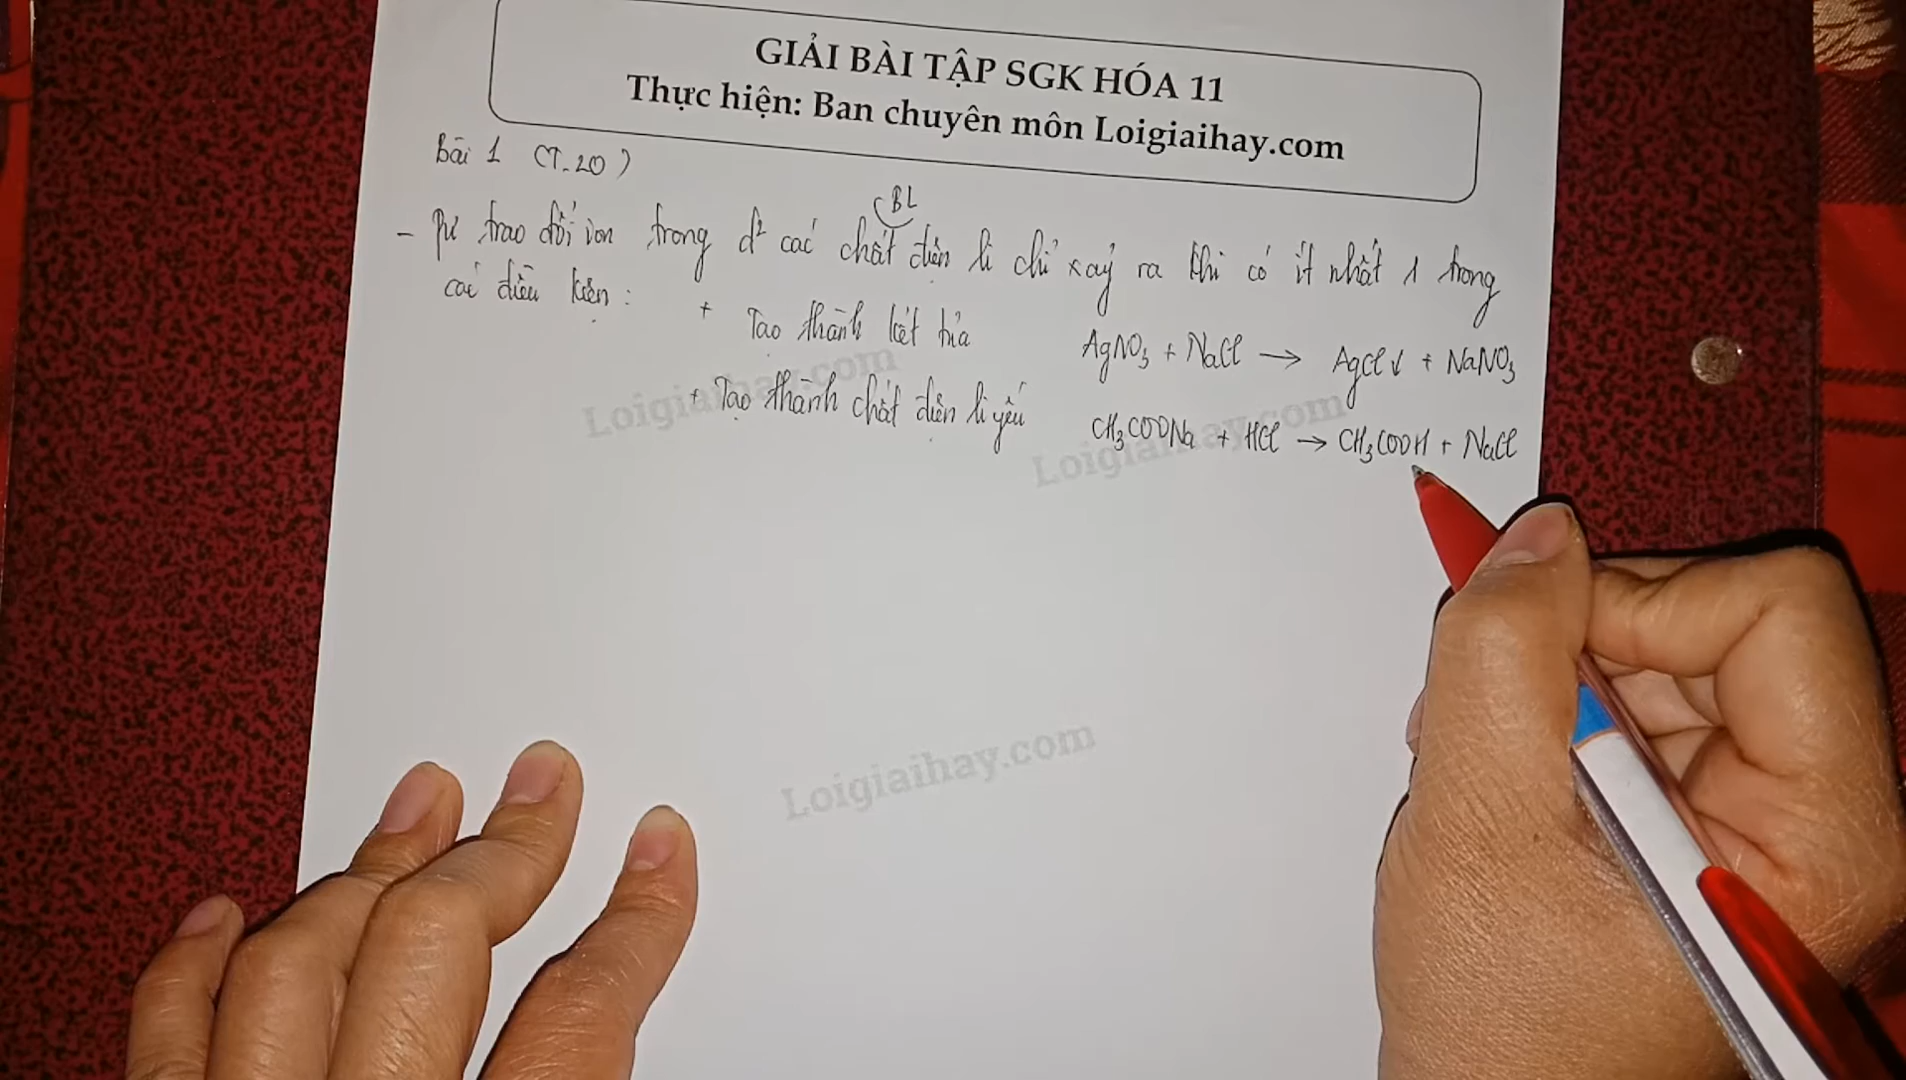 GIẢI BÀI TẬP SGK HÓA 11
Thực hiện: Ban chuyên môn Loigiaihay.com
Bài 1 (T.20)
BL
- Pư trao đổi ion trong d² các chất điện li chỉ xảy ra khi có ít nhất 1 trong
các điều kiện :
+ Tạo thành kết tủa AgNO₃ + NaCl → AgCl↓ + NaNO₃
+ Tạo thành chất điện li yếu CH₃COONa + HCl → CH₃COOH + NaCl
Loigiaihay.com
Loigiaihay.com
Loigiaihay.com